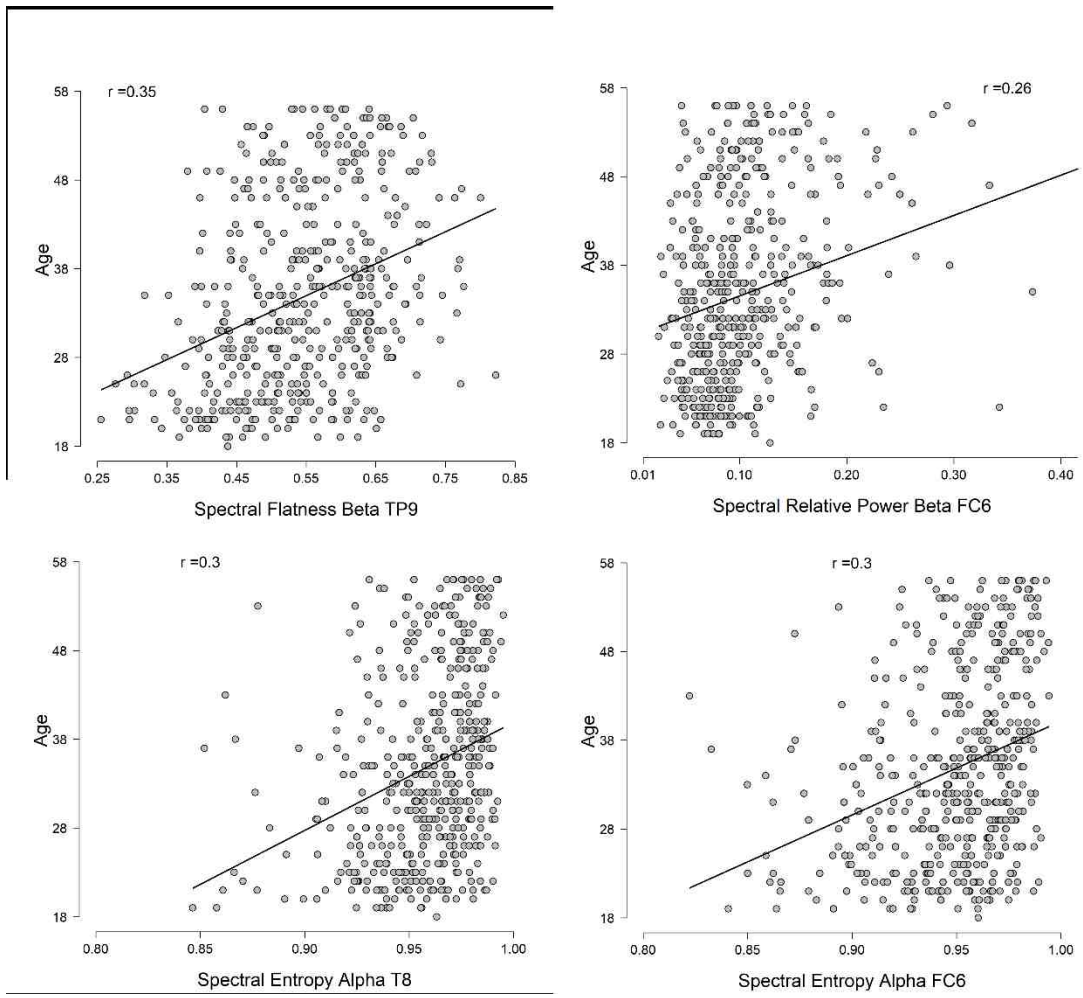 r =0.35
58
48
38
28
18
Age
0.25 0.35 0.45 0.55 0.65 0.75 0.85
Spectral Flatness Beta TP9
r =0.26
58
48
38
28
18
Age
0.01 0.10 0.20 0.30 0.40
Spectral Relative Power Beta FC6
r =0.3
58
48
38
28
18
Age
0.80 0.85 0.90 0.95 1.00
Spectral Entropy Alpha T8
r =0.3
58
48
38
28
18
Age
0.80 0.85 0.90 0.95 1.00
Spectral Entropy Alpha FC6